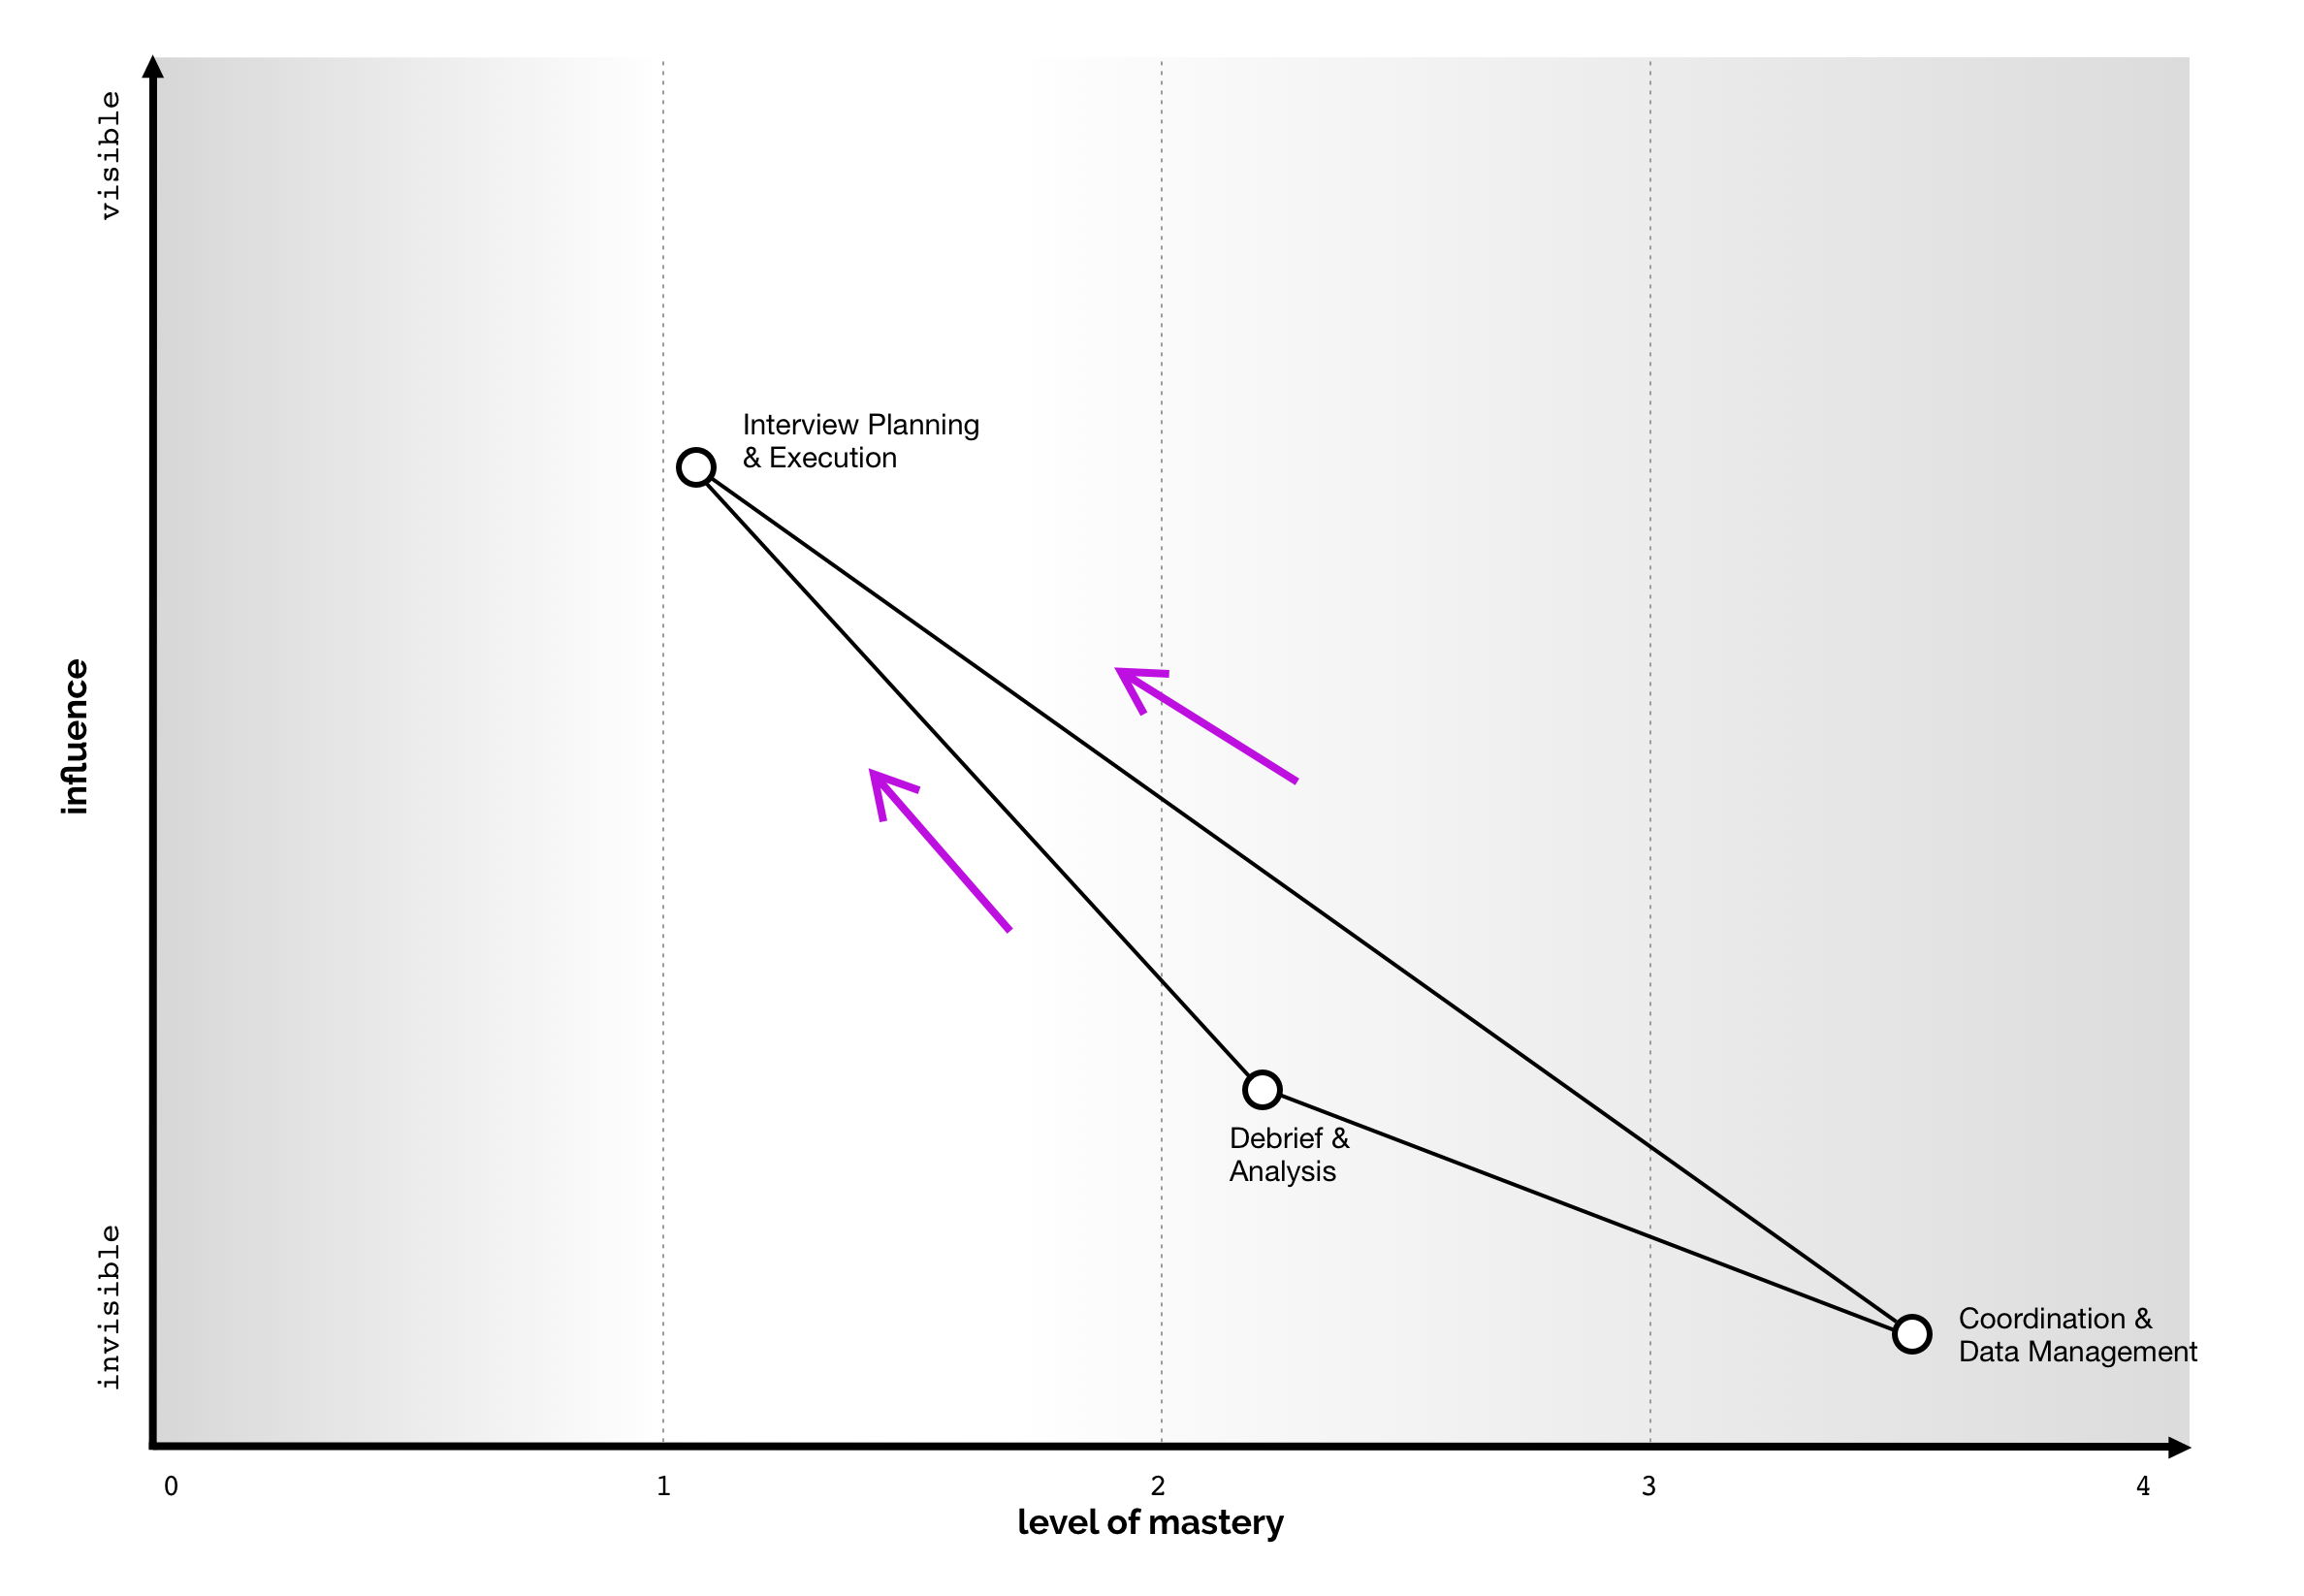 visible
Interview Planning
& Execution
influence
Debrief &
Analysis
invisible
Coordination &
Data Management
0 1 2 3 4
level of mastery